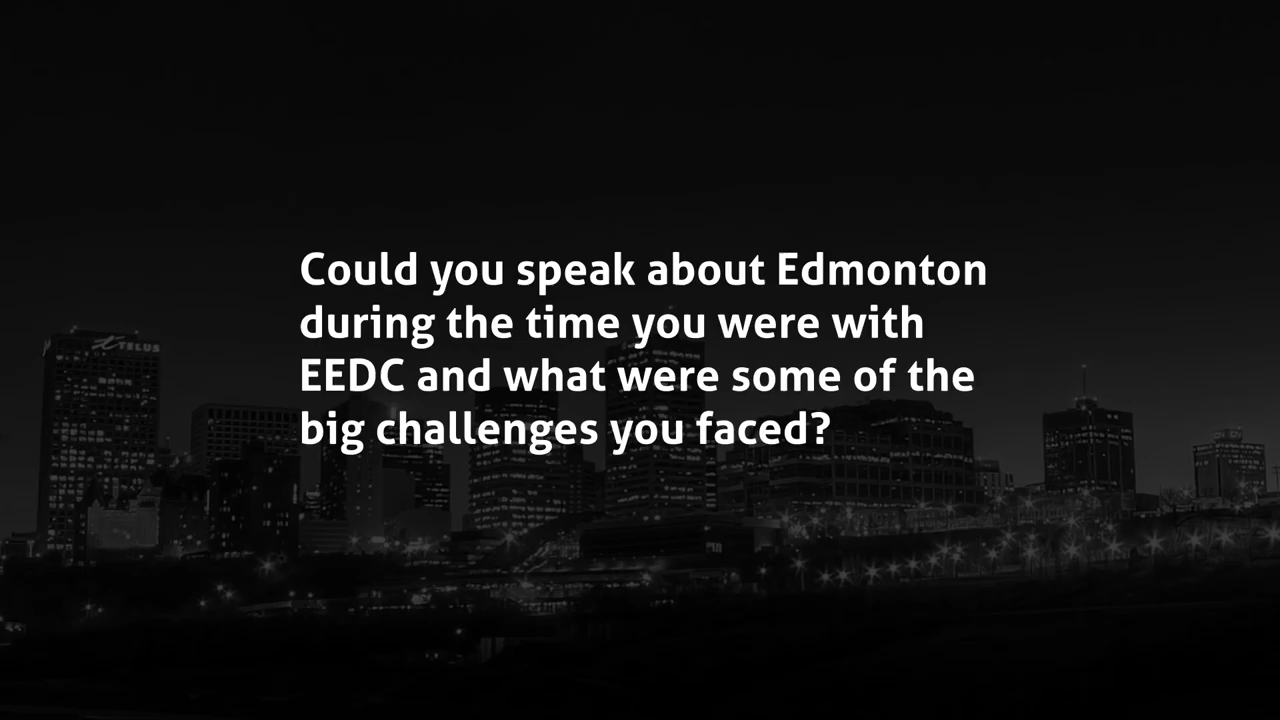 Could you speak about Edmonton
during the time you were with
EEDC and what were some of the
big challenges you faced?
TELUS